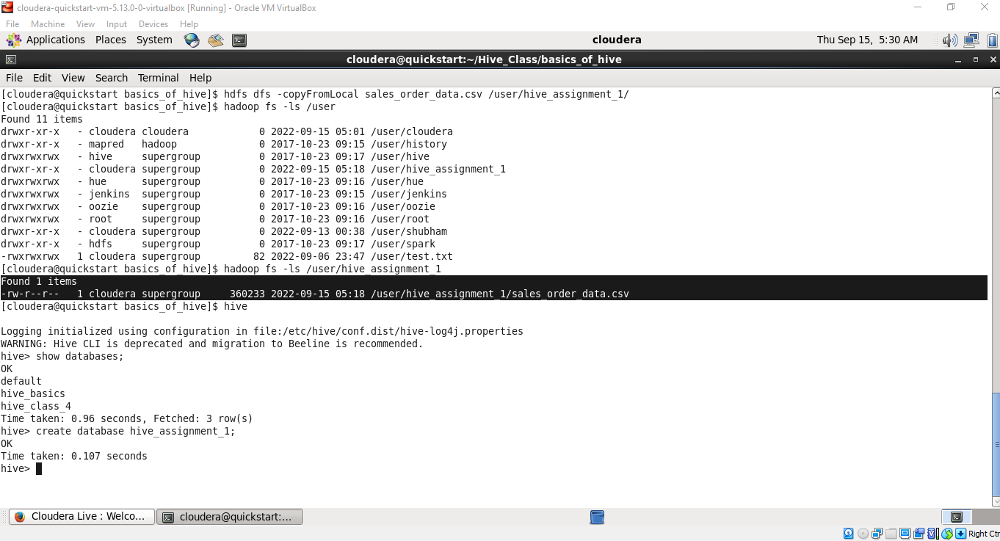 cloudera-quickstart-vm-5.13.0-0-virtualbox [Running] - Oracle VM VirtualBox
File Machine View Input Devices Help
Applications Places System cloudera Thu Sep 15, 5:30 AM
cloudera@quickstart:~/Hive_Class/basics_of_hive
File Edit View Search Terminal Help
[cloudera@quickstart basics_of_hive]$ hdfs dfs -copyFromLocal sales_order_data.csv /user/hive_assignment_1/
[cloudera@quickstart basics_of_hive]$ hadoop fs -ls /user
Found 11 items
drwxr-xr-x   - cloudera cloudera            0 2022-09-15 05:01 /user/cloudera
drwxr-xr-x   - mapred   hadoop              0 2017-10-23 09:15 /user/history
drwxrwxrwx   - hive     supergroup          0 2017-10-23 09:17 /user/hive
drwxr-xr-x   - cloudera supergroup          0 2022-09-15 05:18 /user/hive_assignment_1
drwxrwxrwx   - hue      supergroup          0 2017-10-23 09:16 /user/hue
drwxrwxrwx   - jenkins  supergroup          0 2017-10-23 09:15 /user/jenkins
drwxrwxrwx   - oozie    supergroup          0 2017-10-23 09:16 /user/oozie
drwxrwxrwx   - root     supergroup          0 2017-10-23 09:16 /user/root
drwxr-xr-x   - cloudera supergroup          0 2022-09-13 00:38 /user/shubham
drwxr-xr-x   - hdfs     supergroup          0 2017-10-23 09:17 /user/spark
-rwxrwxrwx   1 cloudera supergroup         82 2022-09-06 23:47 /user/test.txt
[cloudera@quickstart basics_of_hive]$ hadoop fs -ls /user/hive_assignment_1
Found 1 items
-rw-r--r--   1 cloudera supergroup     360233 2022-09-15 05:18 /user/hive_assignment_1/sales_order_data.csv
[cloudera@quickstart basics_of_hive]$ hive
Logging initialized using configuration in file:/etc/hive/conf.dist/hive-log4j.properties
WARNING: Hive CLI is deprecated and migration to Beeline is recommended.
hive> show databases;
OK
default
hive_basics
hive_class_4
Time taken: 0.96 seconds, Fetched: 3 row(s)
hive> create database hive_assignment_1;
OK
Time taken: 0.107 seconds
hive>
Cloudera Live : Welco... cloudera@quickstart:...
Right Ctr